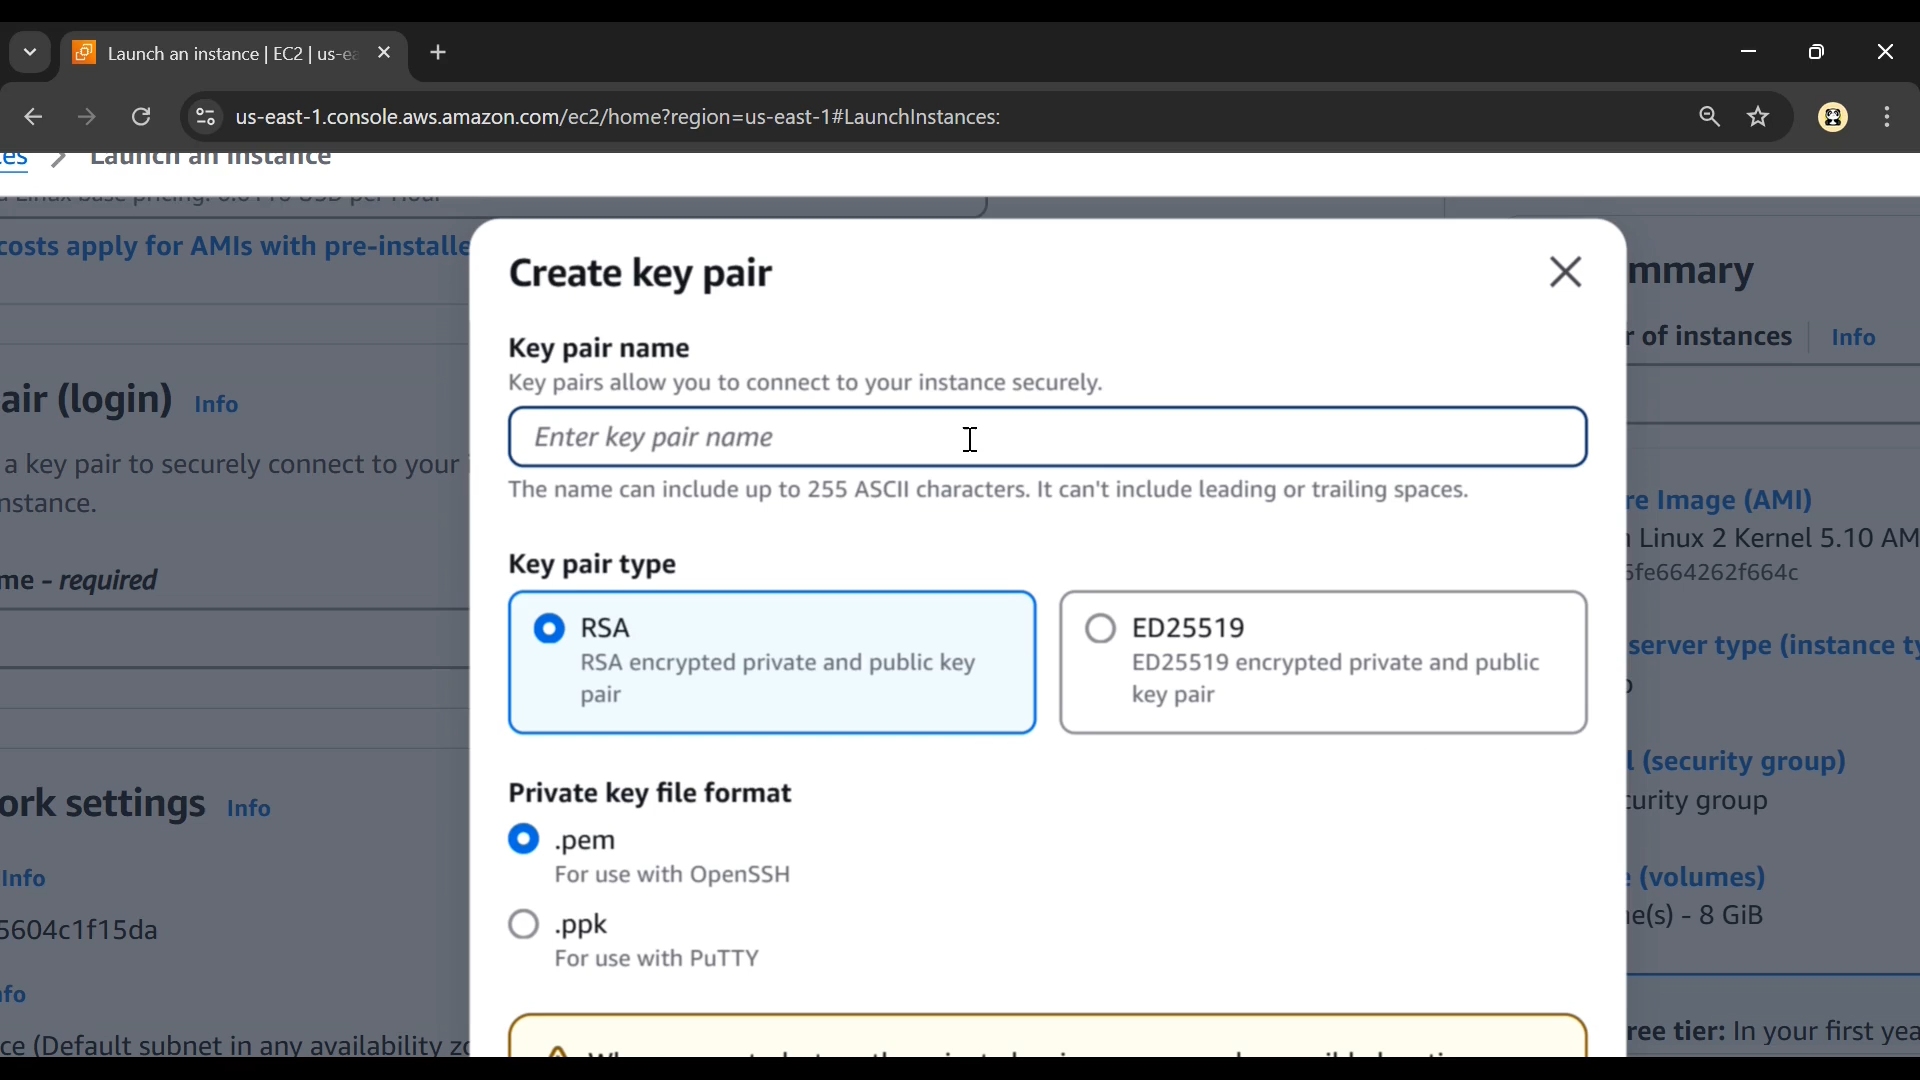 Launch an instance | EC2 | us-ea
us-east-1.console.aws.amazon.com/ec2/home?region=us-east-1#LaunchInstances:
Launch an instance
costs apply for AMIs with pre-installe
air (login) Info
a key pair to securely connect to your
nstance.
me - required
ork settings Info
Info
5604c1f15da
nfo
ce (Default subnet in any availability zo
Create key pair
Key pair name
Key pairs allow you to connect to your instance securely.
Enter key pair name
The name can include up to 255 ASCII characters. It can't include leading or trailing spaces.
Key pair type
RSA
RSA encrypted private and public key
pair
ED25519
ED25519 encrypted private and public
key pair
Private key file format
.pem
For use with OpenSSH
.ppk
For use with PuTTY
mmary
r of instances Info
re Image (AMI)
Linux 2 Kernel 5.10 AM
5fe664262f664c
server type (instance ty
l (security group)
curity group
(volumes)
e(s) - 8 GiB
ree tier: In your first yea